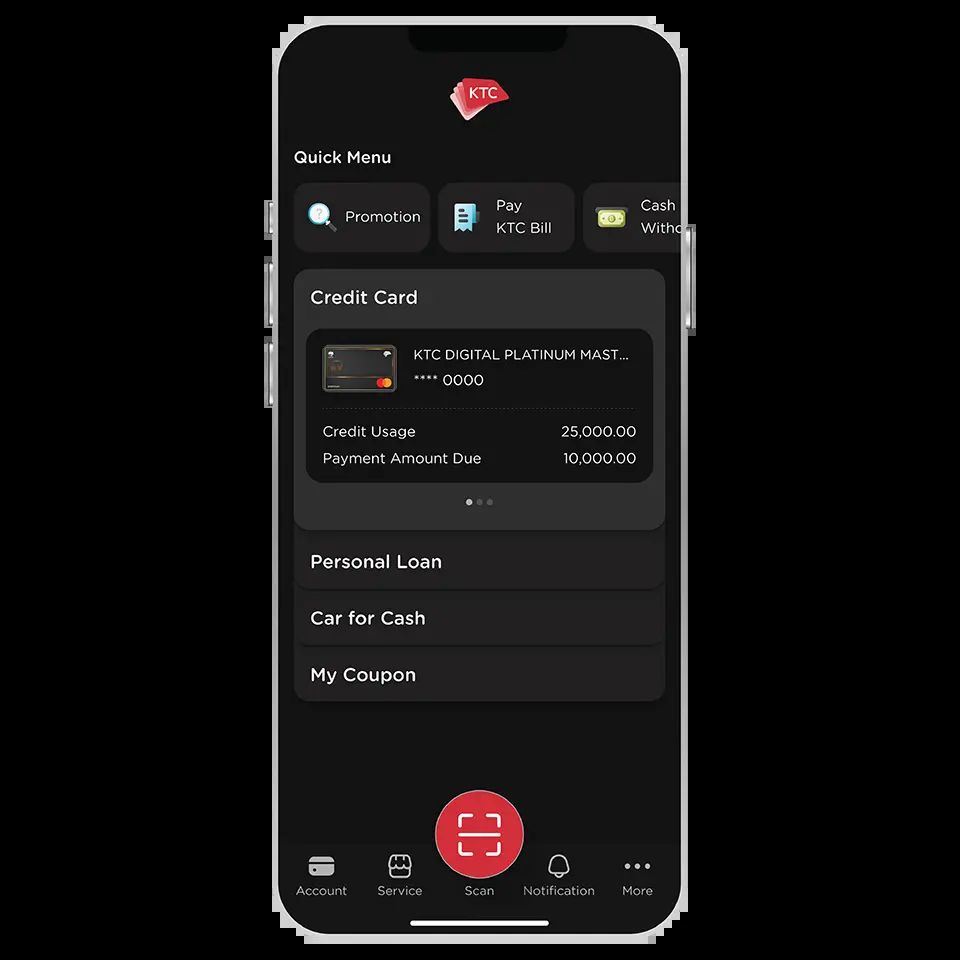 KTC
Quick Menu
Promotion
Pay
KTC Bill
Cash
Withd
Credit Card
KTC DIGITAL PLATINUM MAST...
**** 0000
Credit Usage 25,000.00
Payment Amount Due 10,000.00
Personal Loan
Car for Cash
My Coupon
Account Service Scan Notification More